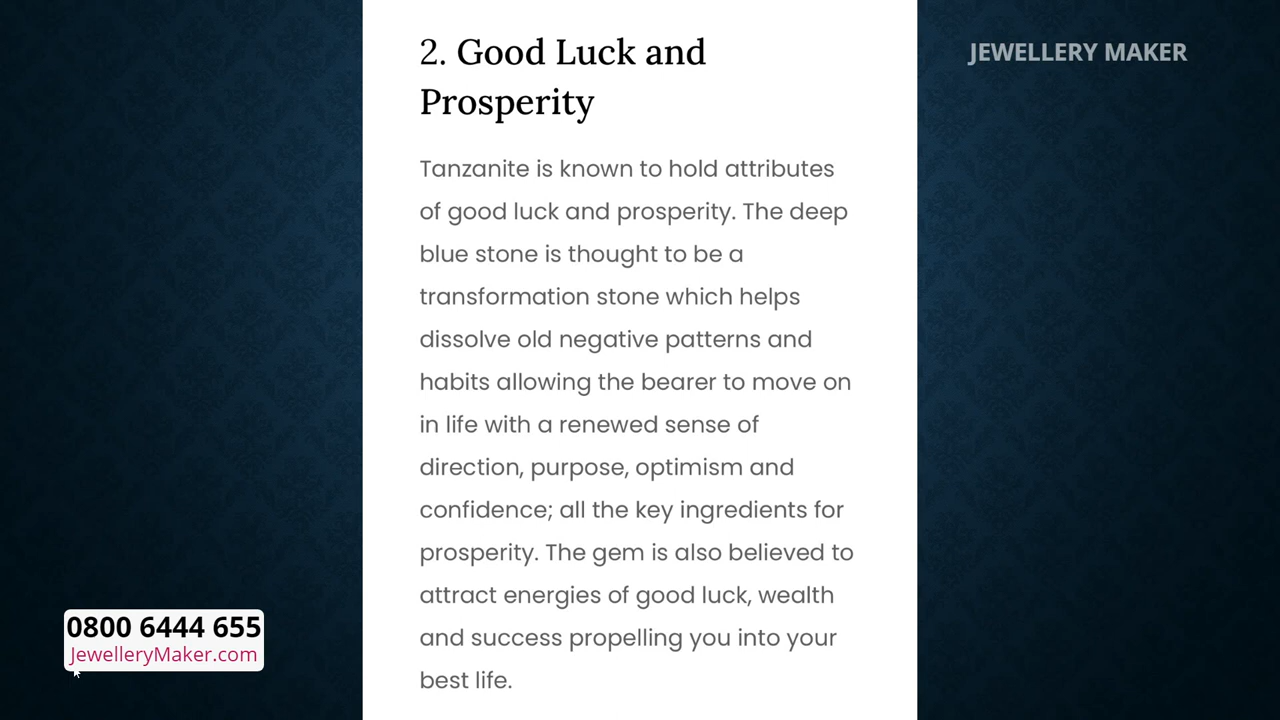 2. Good Luck and
Prosperity
JEWELLERY MAKER
Tanzanite is known to hold attributes
of good luck and prosperity. The deep
blue stone is thought to be a
transformation stone which helps
dissolve old negative patterns and
habits allowing the bearer to move on
in life with a renewed sense of
direction, purpose, optimism and
confidence; all the key ingredients for
prosperity. The gem is also believed to
attract energies of good luck, wealth
and success propelling you into your
best life.
0800 6444 655
JewelleryMaker.com